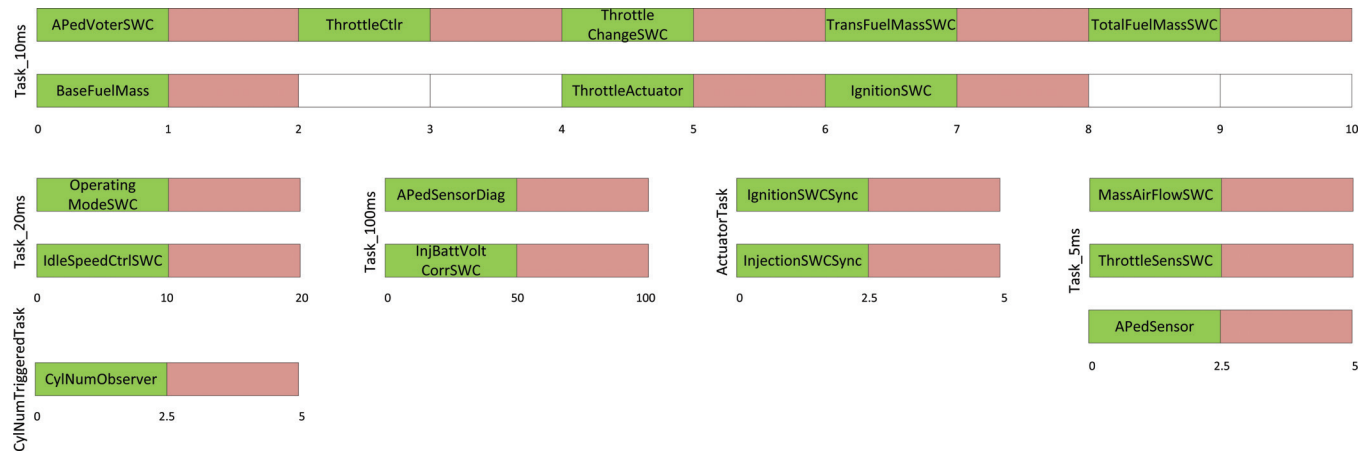 Task_10ms
APedVoterSWC
ThrottleCtlr
Throttle
ChangeSWC
TransFuelMassSWC
TotalFuelMassSWC
BaseFuelMass
ThrottleActuator
IgnitionSWC
0 1 2 3 4 5 6 7 8 9 10
Task_20ms
Operating
ModeSWC
IdleSpeedCtrlSWC
0 10 20
Task_100ms
APedSensorDiag
InjBattVolt
CorrSWC
0 50 100
ActuatorTask
IgnitionSWCSync
InjectionSWCSync
0 2.5 5
Task_5ms
MassAirFlowSWC
ThrottleSensSWC
APedSensor
0 2.5 5
CylNumTriggeredTask
CylNumObserver
0 2.5 5